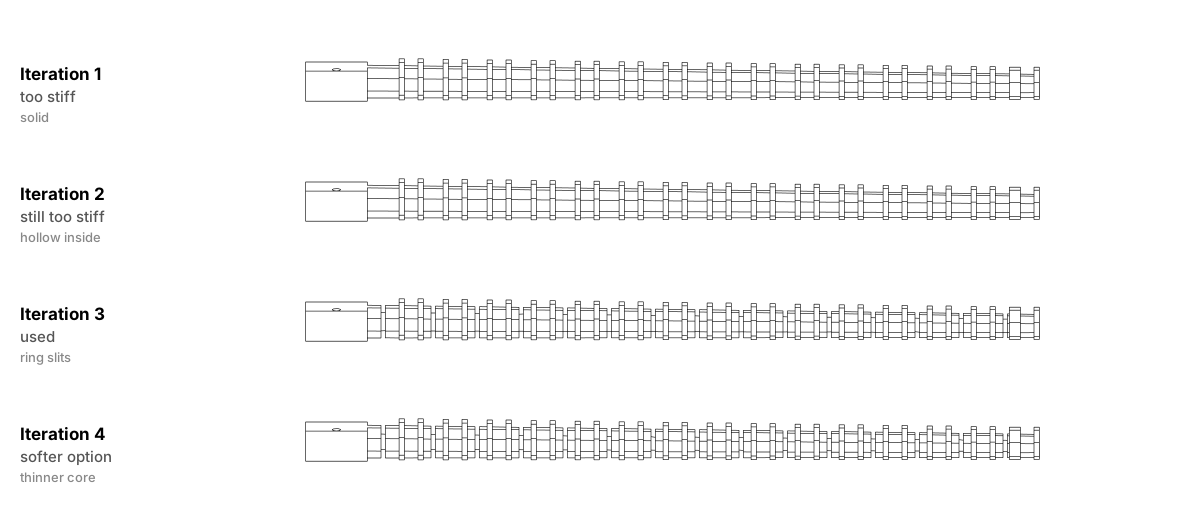 Iteration 1
too stiff
solid
Iteration 2
still too stiff
hollow inside
Iteration 3
used
ring slits
Iteration 4
softer option
thinner core